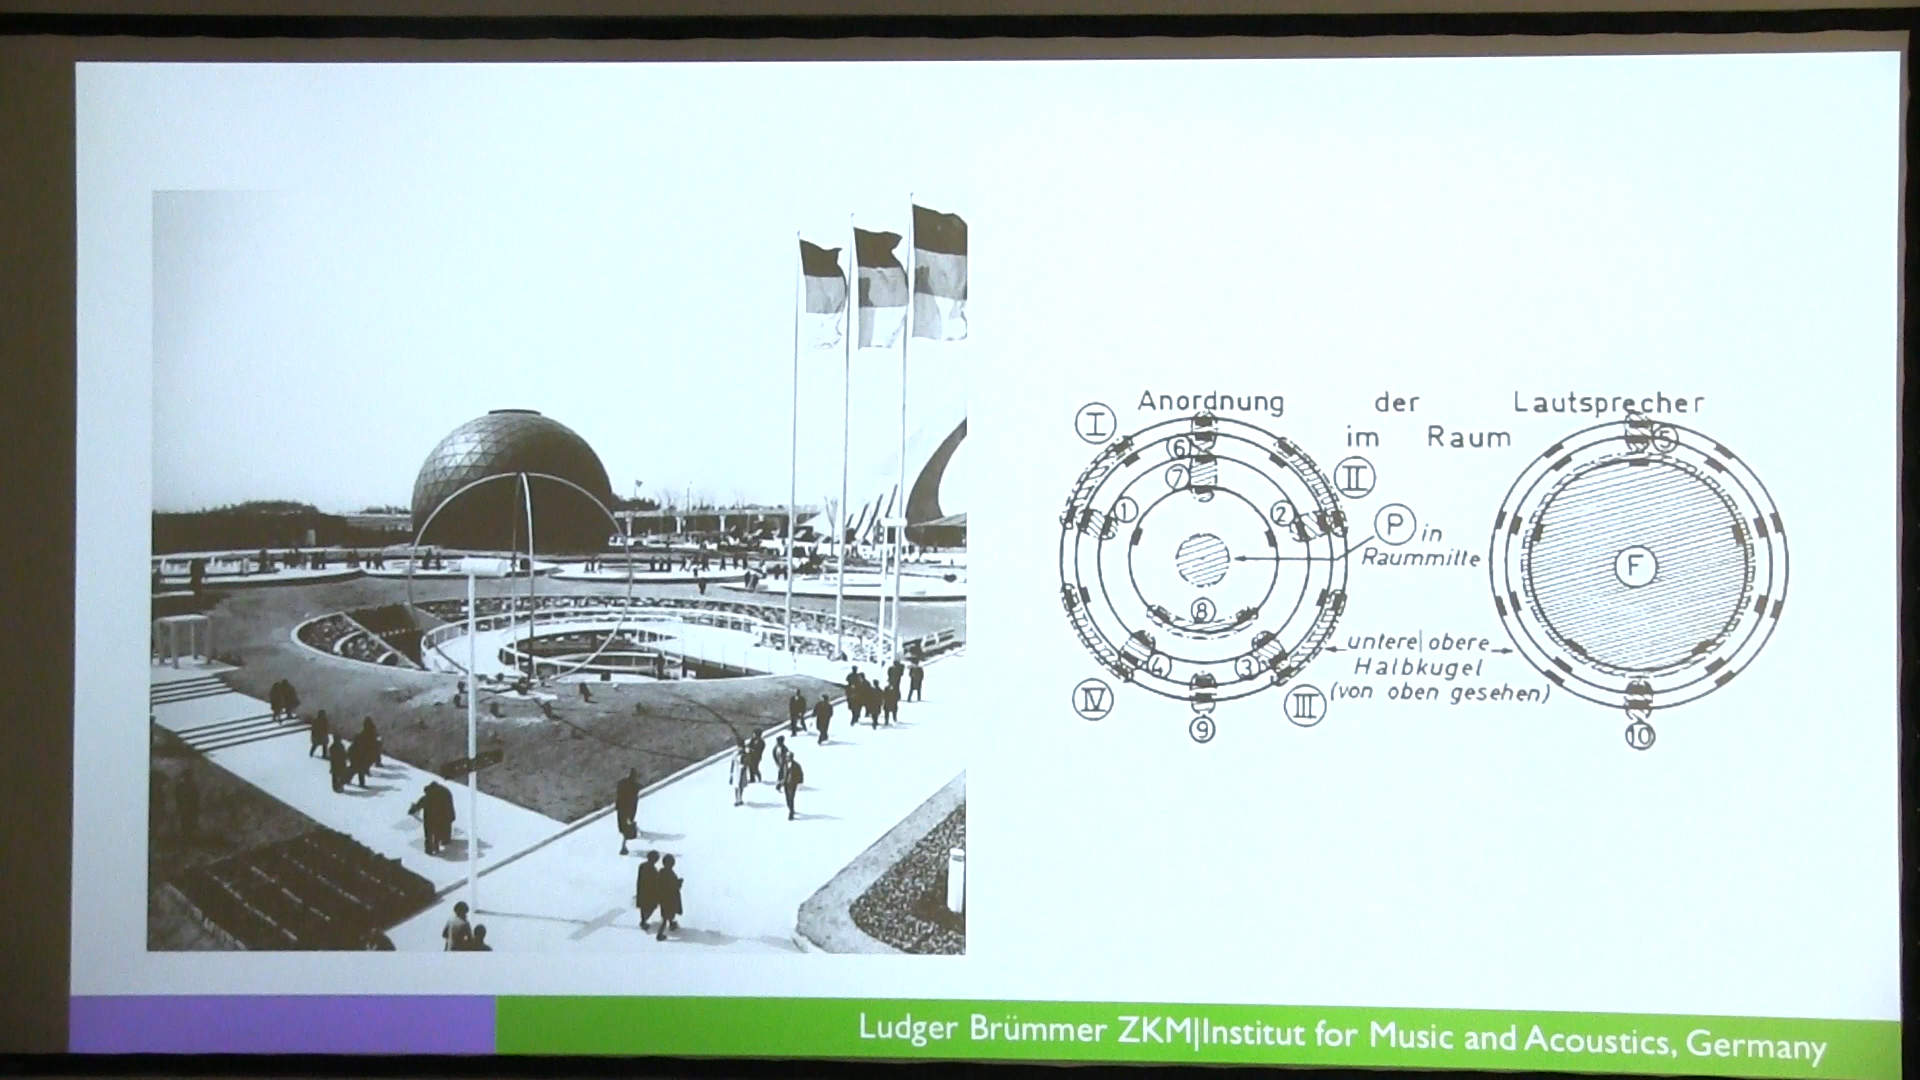 Anordnung der Lautsprecher
im Raum
I
6
5
7
II
1
2
P in
Raummitte
F
8
untere|obere
Halbkugel
(von oben gesehen)
4
3
IV
III
9
10
Ludger Brümmer ZKM|Institut for Music and Acoustics, Germany